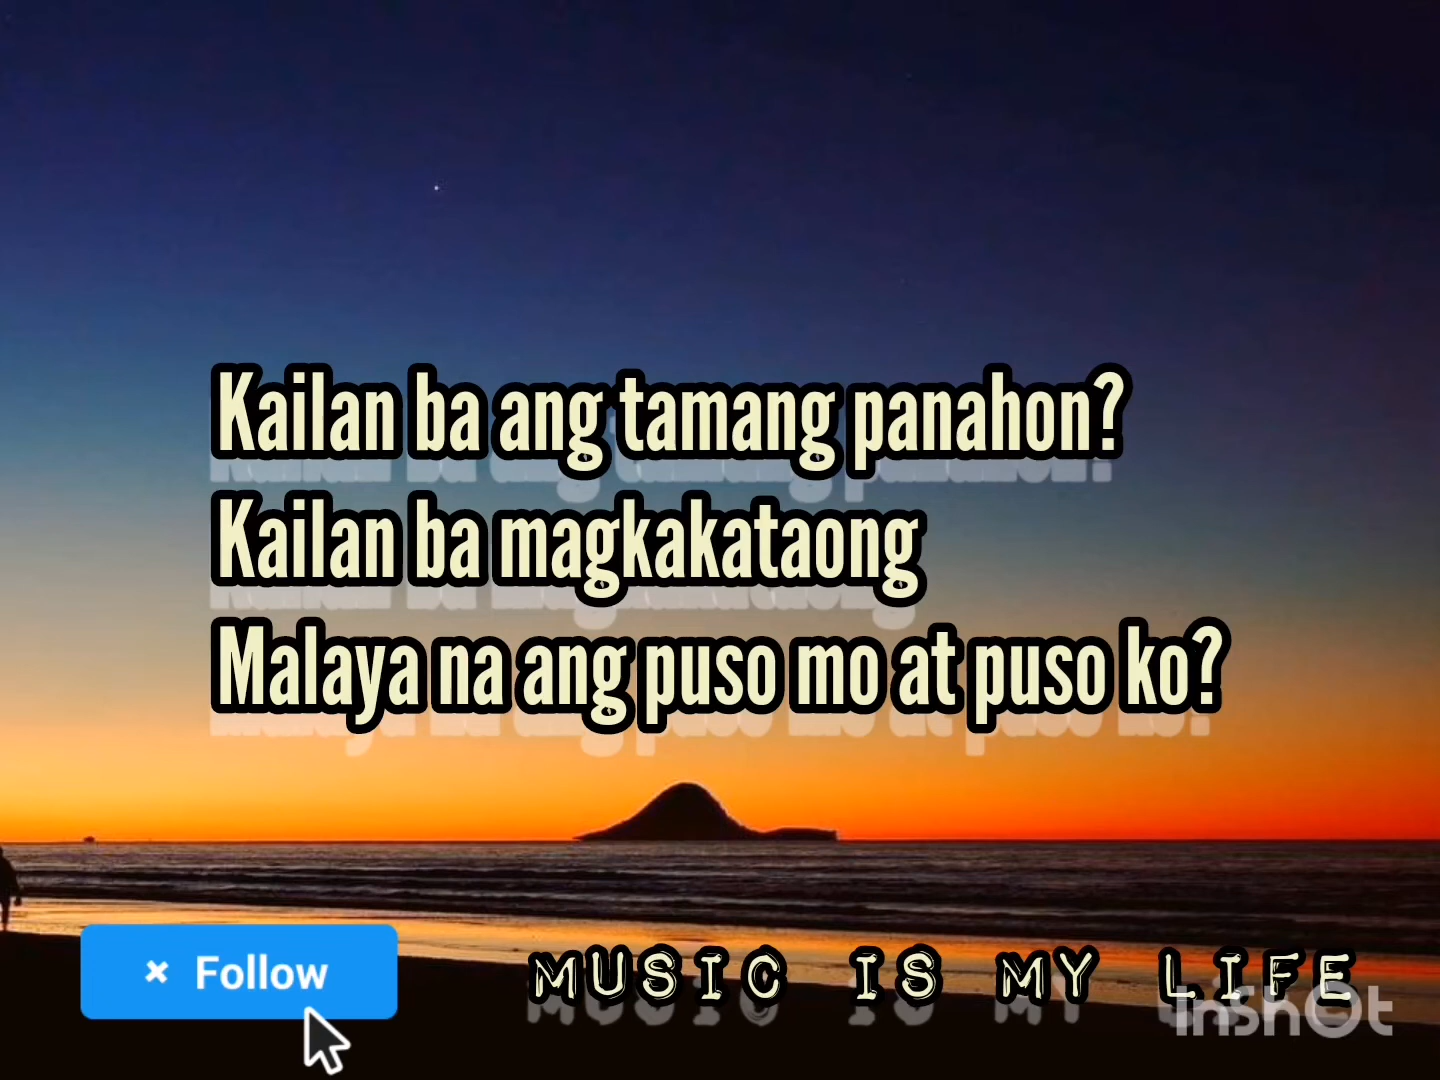 Kailan ba ang tamang panahon?
Kailan ba magkakataong
Malaya na ang puso mo at puso ko?
Follow
MUSIC IS MY LIFE
InShOt